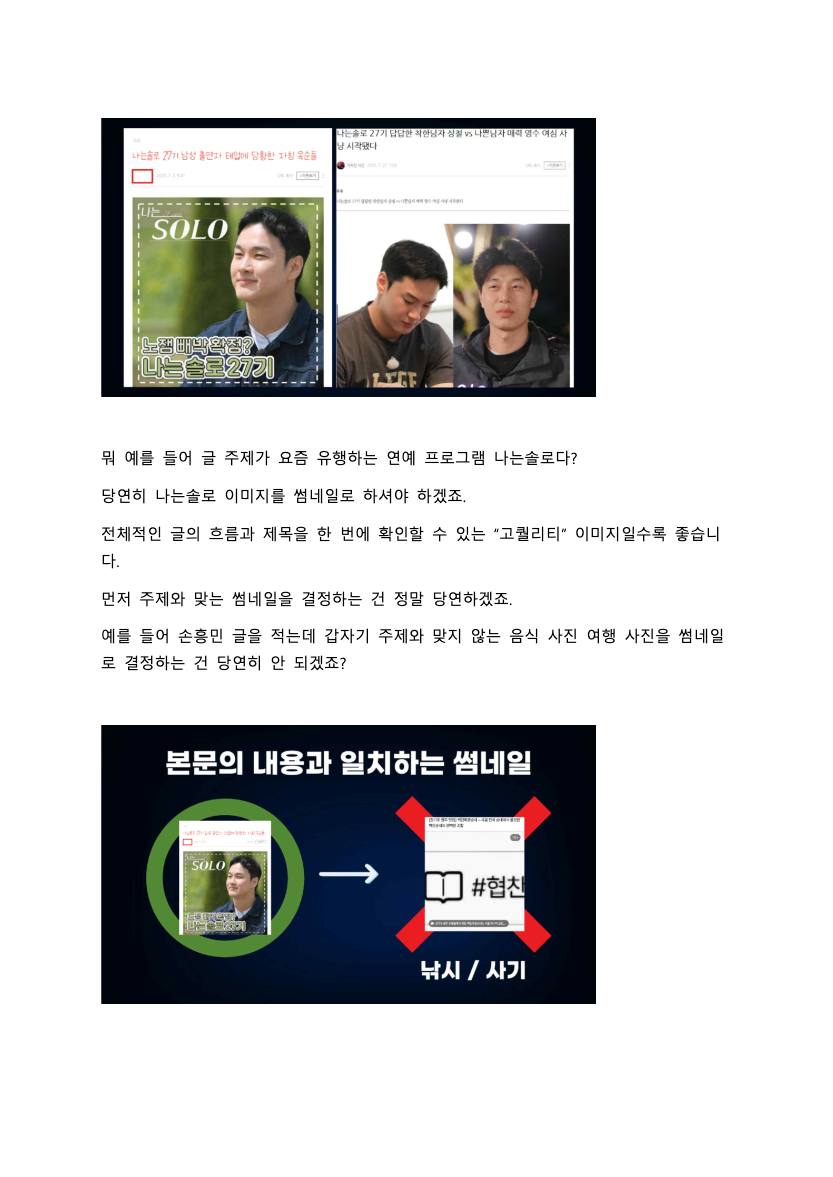 나는솔로 27기 남성 출연자 테입에 당황한 자칭 옥순들
나는솔로 27기 답답한 착한남자 상철 vs 나쁜남자 매력 영수 여심 사
냥 시작됐다
나는
SOLO
노잼 빼박 확정?
나는솔로27기
뭐 예를 들어 글 주제가 요즘 유행하는 연예 프로그램 나는솔로다?
당연히 나는솔로 이미지를 썸네일로 하셔야 하겠죠.
전체적인 글의 흐름과 제목을 한 번에 확인할 수 있는 “고퀄리티“ 이미지일수록 좋습니
다.
먼저 주제와 맞는 썸네일을 결정하는 건 정말 당연하겠죠.
예를 들어 손흥민 글을 적는데 갑자기 주제와 맞지 않는 음식 사진 여행 사진을 썸네일
로 결정하는 건 당연히 안 되겠죠?
본문의 내용과 일치하는 썸네일
SOLO
나는솔로27기
#협찬
낚시 / 사기